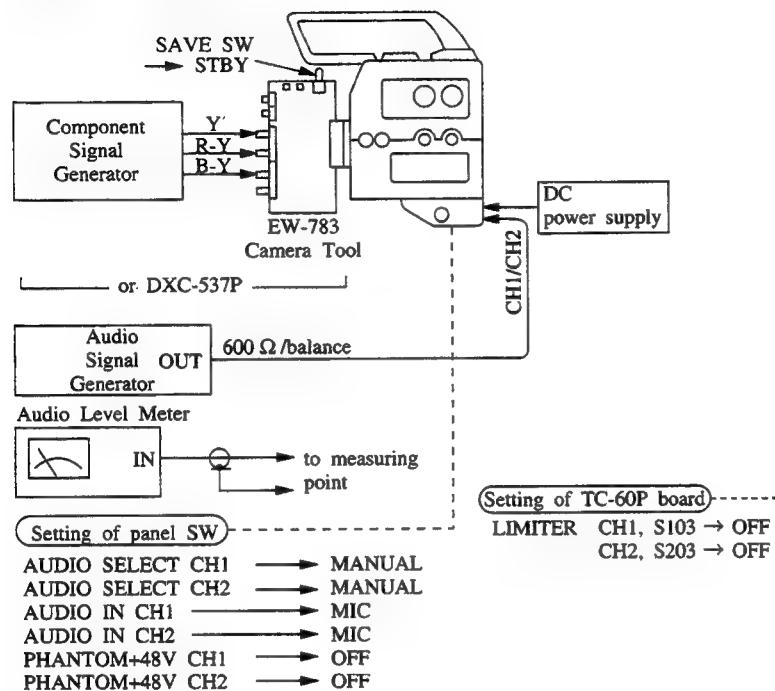 SAVE SW
→ STBY
Component
Signal
Generator
Y'
R-Y
B-Y
EW-783
Camera Tool
DC
power supply
CH1/CH2
or DXC-537P
Audio
Signal
Generator
OUT
600 Ω/balance
Audio Level Meter
IN
to measuring
point
Setting of panel SW
AUDIO SELECT CH1 → MANUAL
AUDIO SELECT CH2 → MANUAL
AUDIO IN CH1 → MIC
AUDIO IN CH2 → MIC
PHANTOM+48V CH1 → OFF
PHANTOM+48V CH2 → OFF
Setting of TC-60P board
LIMITER CH1, S103 → OFF
CH2, S203 → OFF